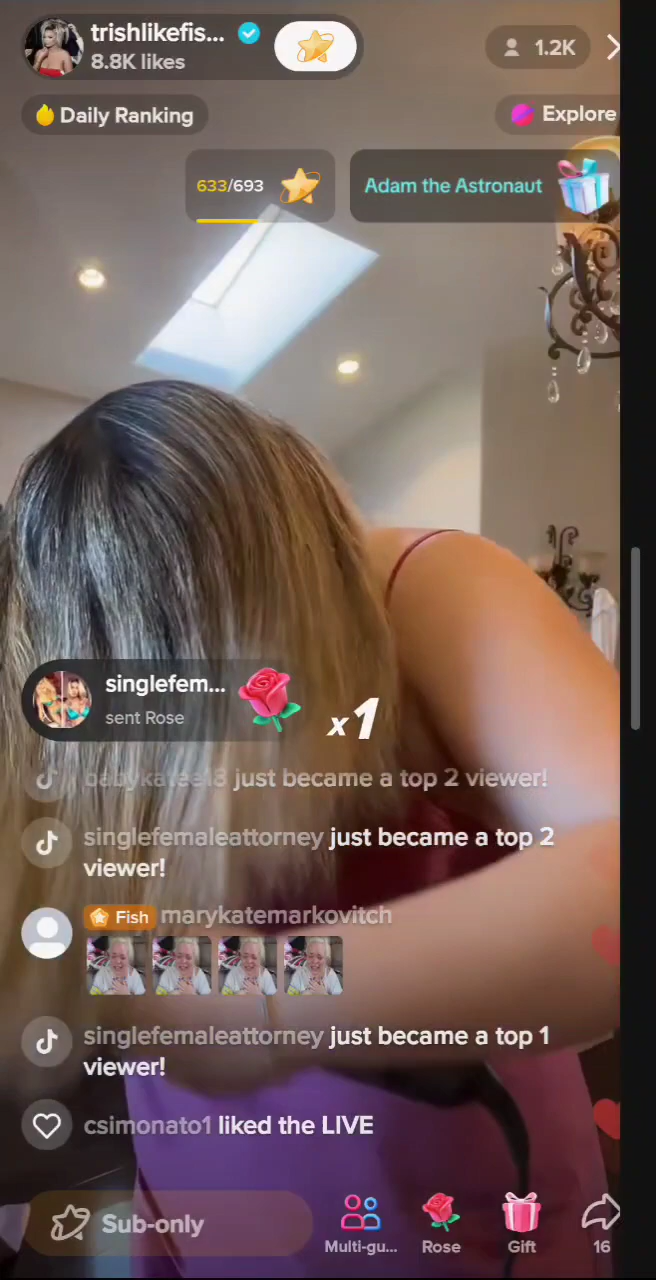 trishlikefis...
8.8K likes
1.2K
Daily Ranking
Explore
633/693
Adam the Astronaut
singlefem...
sent Rose
x1
just became a top 2 viewer!
singlefemaleattorney just became a top 2
viewer!
Fish marykatemarkovitch
singlefemaleattorney just became a top 1
viewer!
csimonato1 liked the LIVE
Sub-only
Multi-gu...
Rose
Gift
16